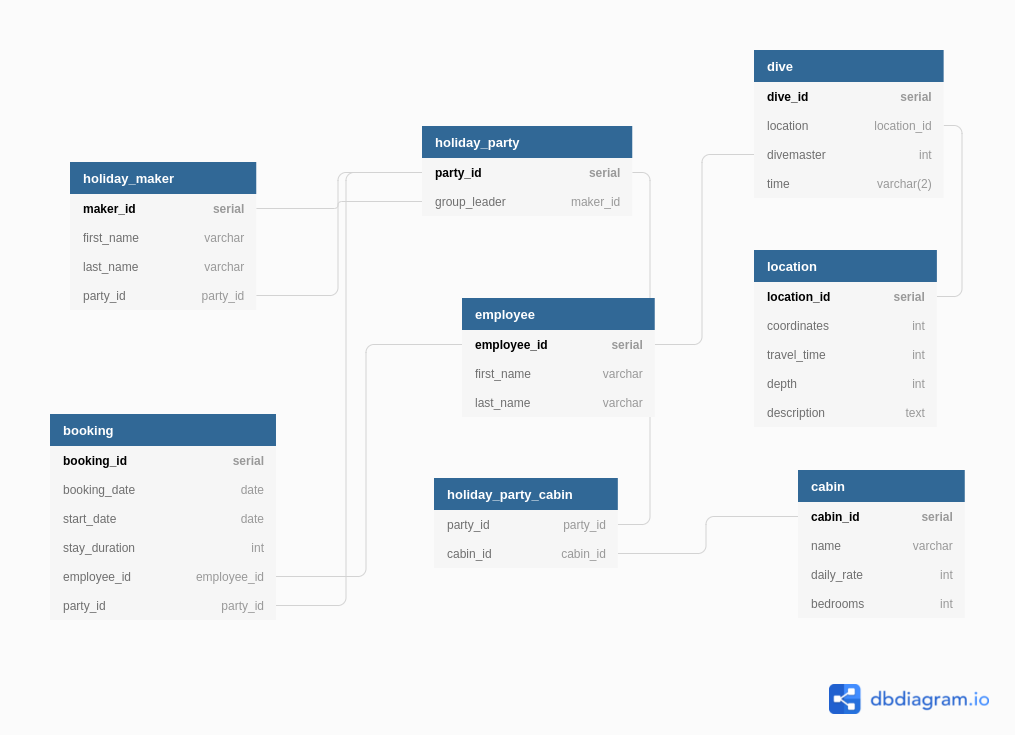 dive
dive_id serial
location location_id
divemaster int
time varchar(2)
holiday_party
party_id serial
group_leader maker_id
holiday_maker
maker_id serial
first_name varchar
last_name varchar
party_id party_id
location
location_id serial
coordinates int
travel_time int
depth int
description text
employee
employee_id serial
first_name varchar
last_name varchar
booking
booking_id serial
booking_date date
start_date date
stay_duration int
employee_id employee_id
party_id party_id
holiday_party_cabin
party_id party_id
cabin_id cabin_id
cabin
cabin_id serial
name varchar
daily_rate int
bedrooms int
dbdiagram.io